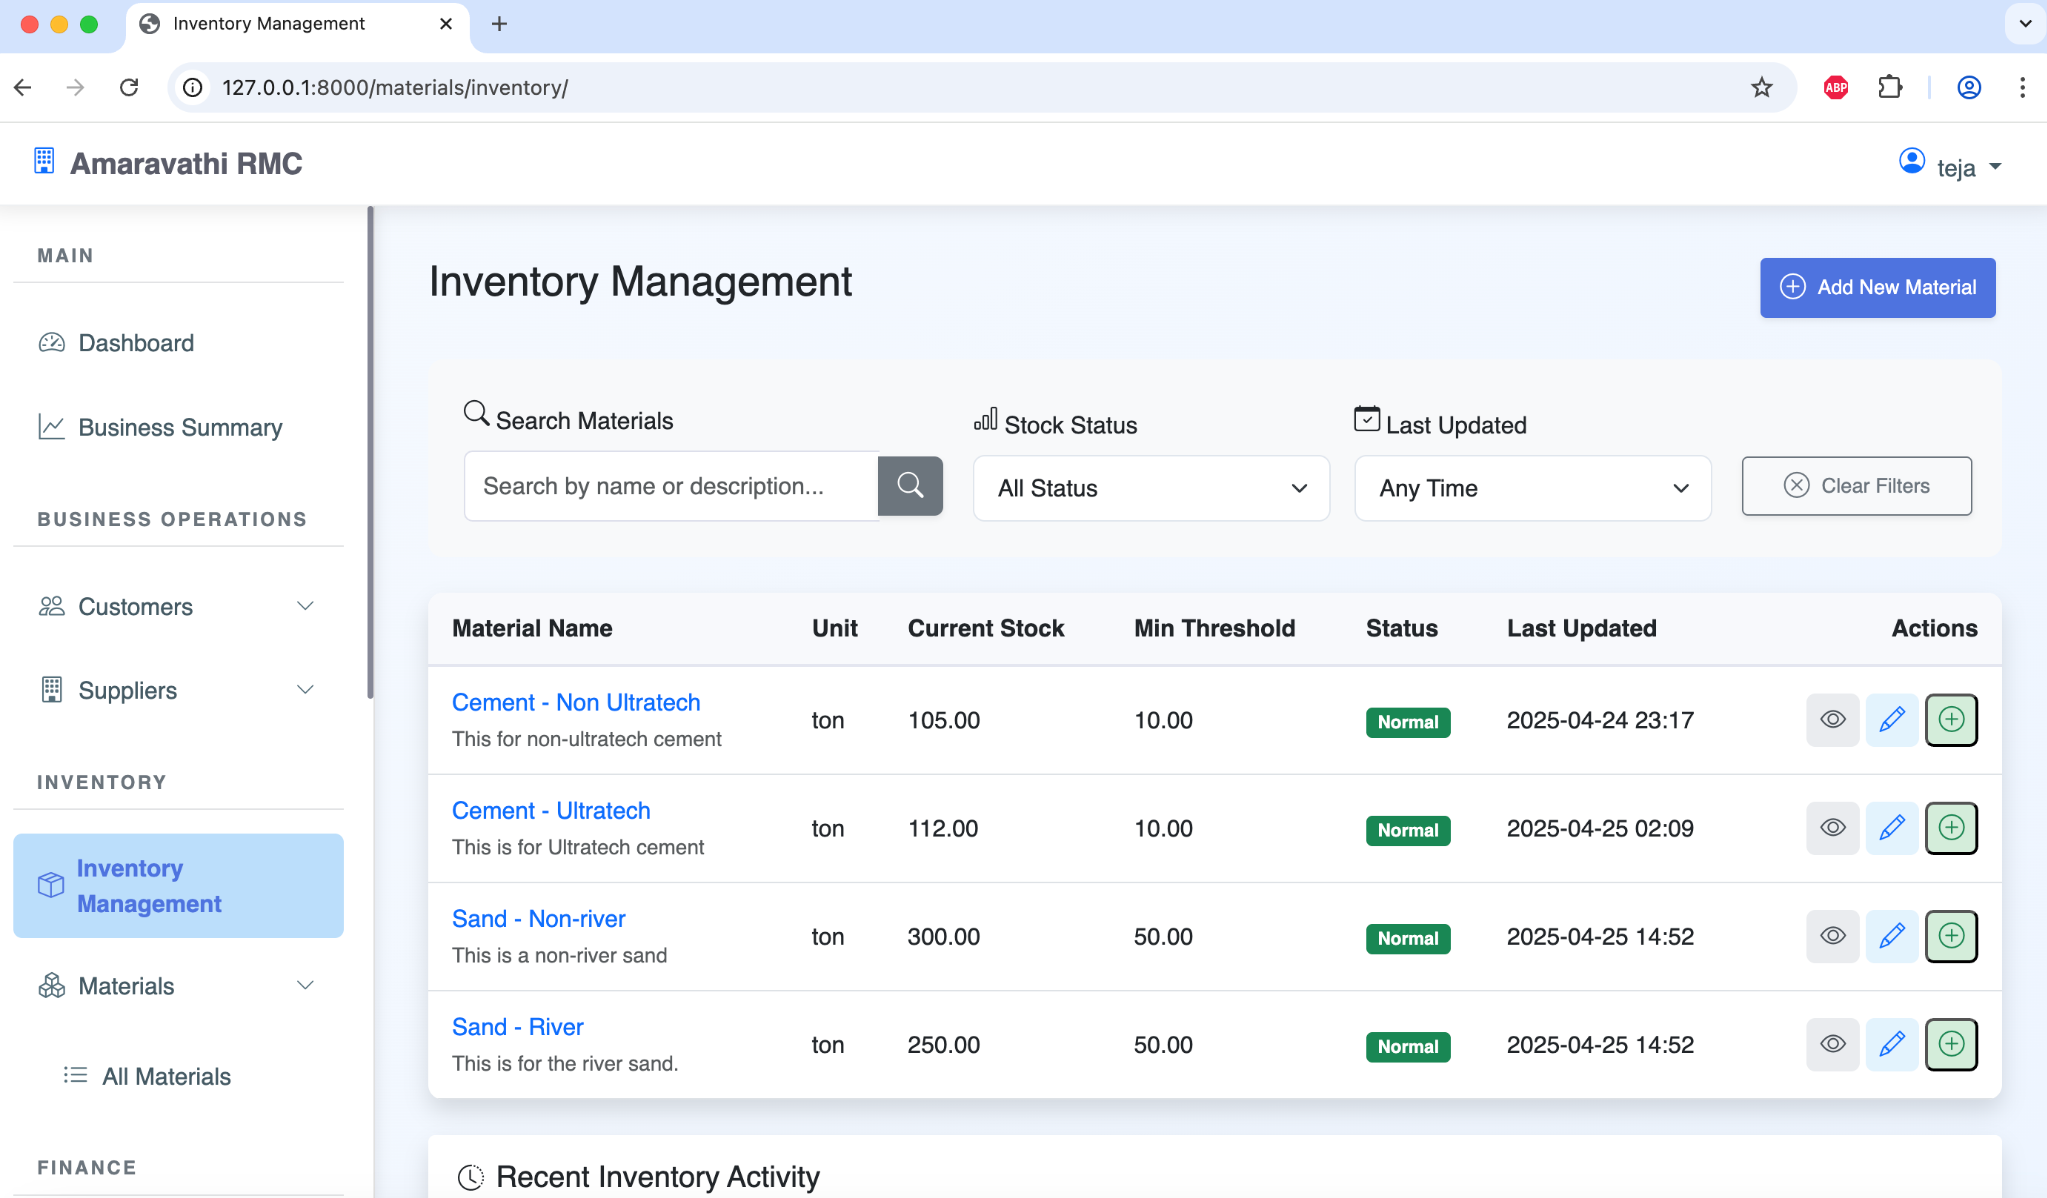 Inventory Management
127.0.0.1:8000/materials/inventory/
ABP
Amaravathi RMC
teja
MAIN
Dashboard
Business Summary
BUSINESS OPERATIONS
Customers
Suppliers
INVENTORY
Inventory
Management
Materials
All Materials
FINANCE
Inventory Management
Add New Material
Search Materials
Search by name or description...
Stock Status
All Status
Last Updated
Any Time
Clear Filters
Material Name Unit Current Stock Min Threshold Status Last Updated Actions
Cement - Non Ultratech
This for non-ultratech cement
ton 105.00 10.00 Normal 2025-04-24 23:17
Cement - Ultratech
This is for Ultratech cement
ton 112.00 10.00 Normal 2025-04-25 02:09
Sand - Non-river
This is a non-river sand
ton 300.00 50.00 Normal 2025-04-25 14:52
Sand - River
This is for the river sand.
ton 250.00 50.00 Normal 2025-04-25 14:52
Recent Inventory Activity